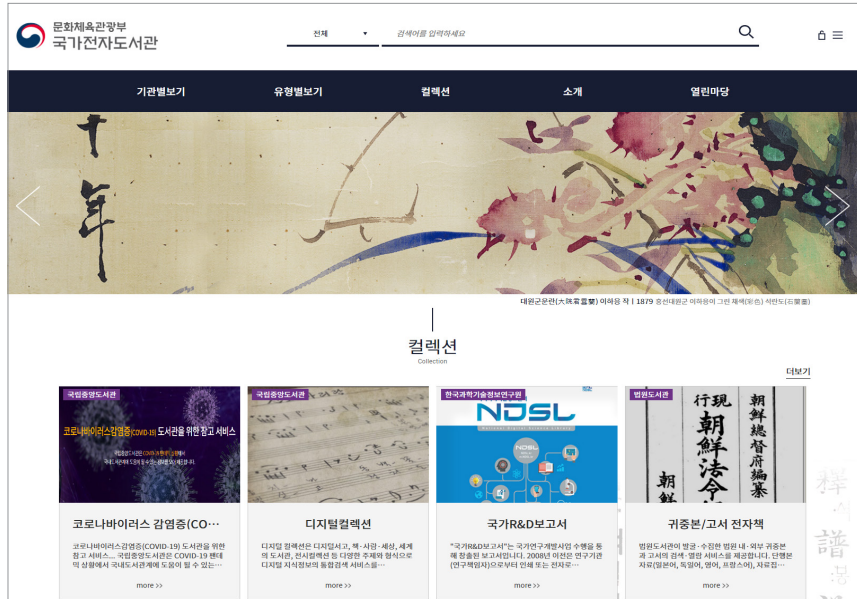 문화체육관광부
국가전자도서관
전체
검색어를 입력하세요
기관별보기
유형별보기
컬렉션
소개
열린마당
十
年
이하응 작 | 1879 흥선대원군 이하응이 그린 채색(彩色) 석란도(石蘭圖)
컬렉션
Collection
더보기
국립중앙도서관
코로나바이러스감염증(COVID-19) 도서관을 위한 참고 서비스
코로나바이러스 감염증(CO…
코로나바이러스감염증(COVID-19) 도서관을 위한
참고 서비스... 국립중앙도서관은 COVID-19 팬데
믹 상황에서 국내도서관계에 도움이 될 수 있는…
more >>
국립중앙도서관
디지털컬렉션
디지털 컬렉션은 디지털서고, 책·사람·세상, 세계
의 도서관, 전시컬렉션 등 다양한 주제와 형식으로
디지털 지식정보의 통합검색 서비스를…
more >>
한국과학기술정보연구원
NDSL
NDSL
국가R&D보고서
"국가R&D보고서"는 국가연구개발사업 수행을 통
해 창출된 보고서입니다. 2008년 이전은 연구기관
(연구책임자)으로부터 인쇄 또는 전자로…
more >>
법원도서관
朝鮮總督府編纂
現行
朝鮮法令
朝鮮
귀중본/고서 전자책
법원도서관이 발굴·수집한 법원 내·외부 귀중본
과 고서의 검색·열람 서비스를 제공합니다. 단행본
자료(일본어, 독일어, 영어, 프랑스어), 자료집…
more >>
釋
譜